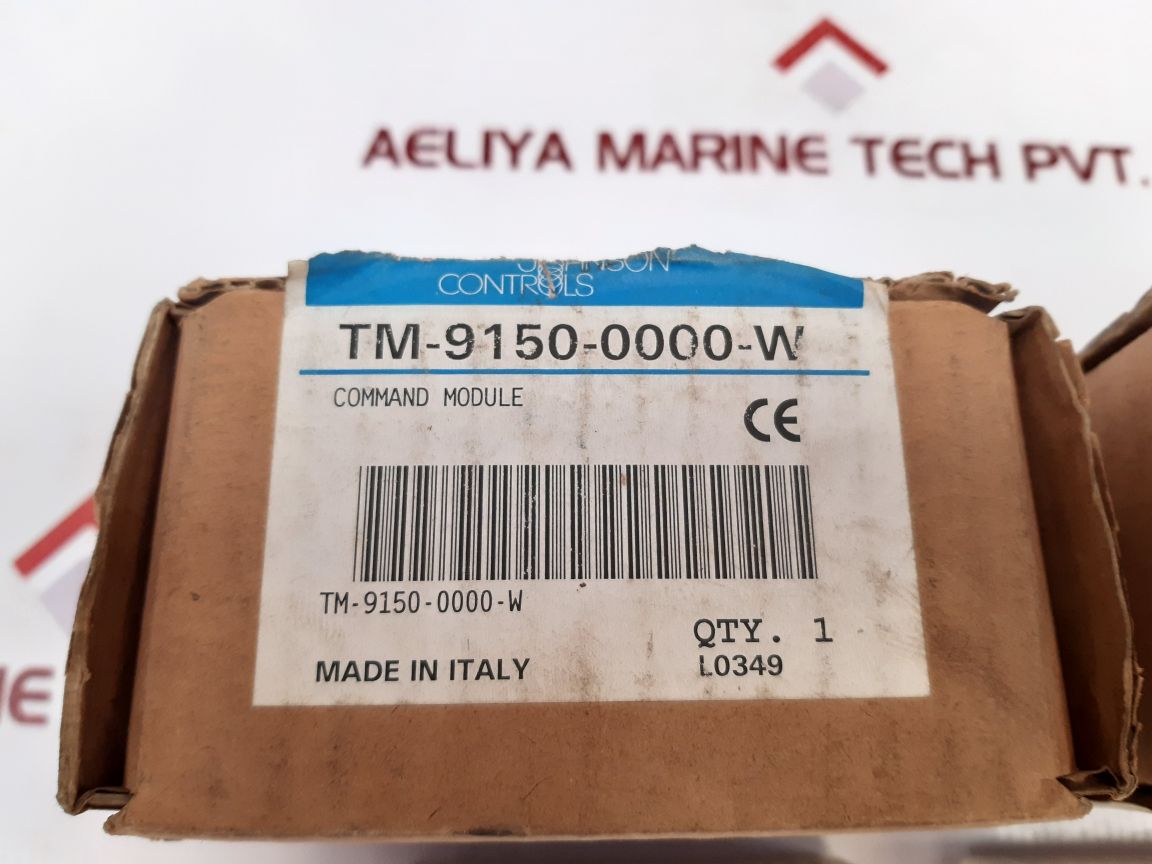 AELIYA MARINE TECH PVT.
JOHNSON
CONTROLS
TM-9150-0000-W
COMMAND MODULE
CE
TM-9150-0000-W
QTY. 1
MADE IN ITALY
L0349